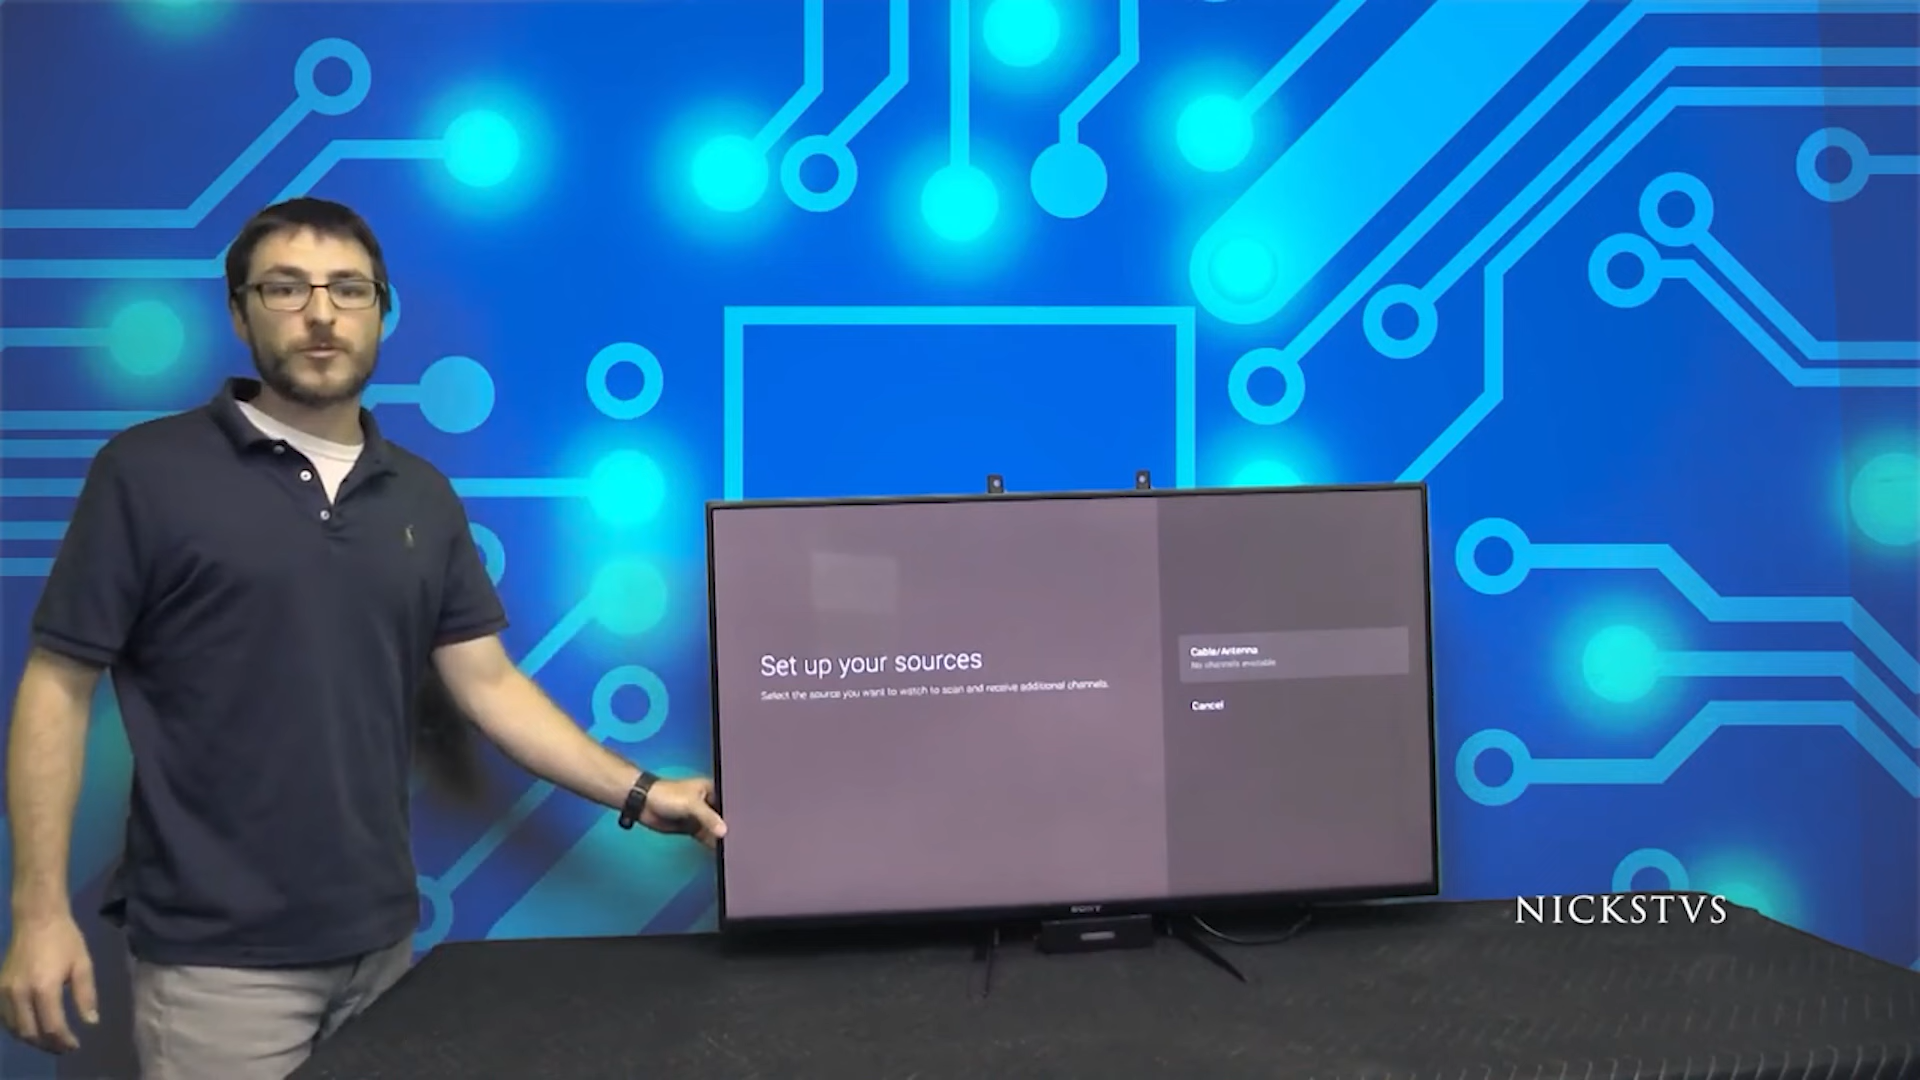 Set up your sources
Select the source you want to watch to scan and receive additional channels.
Cable/Antenna
No channels available
Cancel
SONY
NICKSTVS